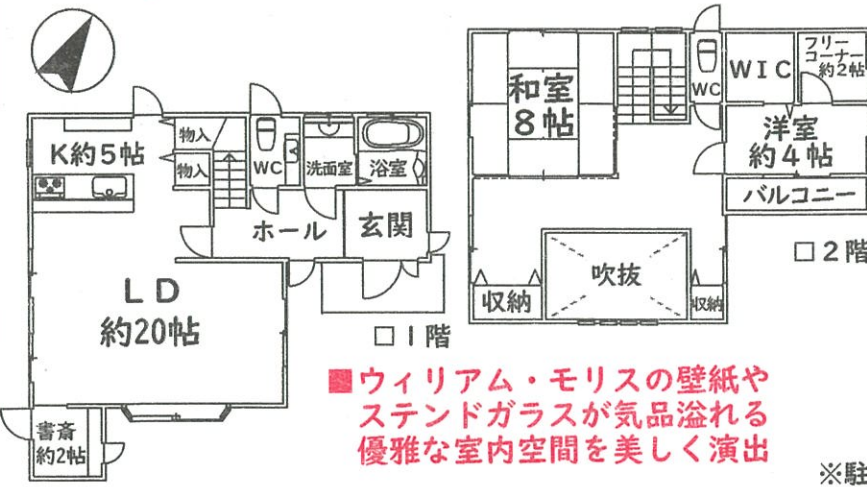 K約5帖
物入
物入
WC
洗面室
浴室
ホール
玄関
LD
約20帖
書斎
約2帖
□1階
和室
8帖
WC
WIC
フリー
コーナー
約2帖
洋室
約4帖
バルコニー
吹抜
収納
収納
□2階
■ウィリアム・モリスの壁紙や
ステンドガラスが気品溢れる
優雅な室内空間を美しく演出
※駐